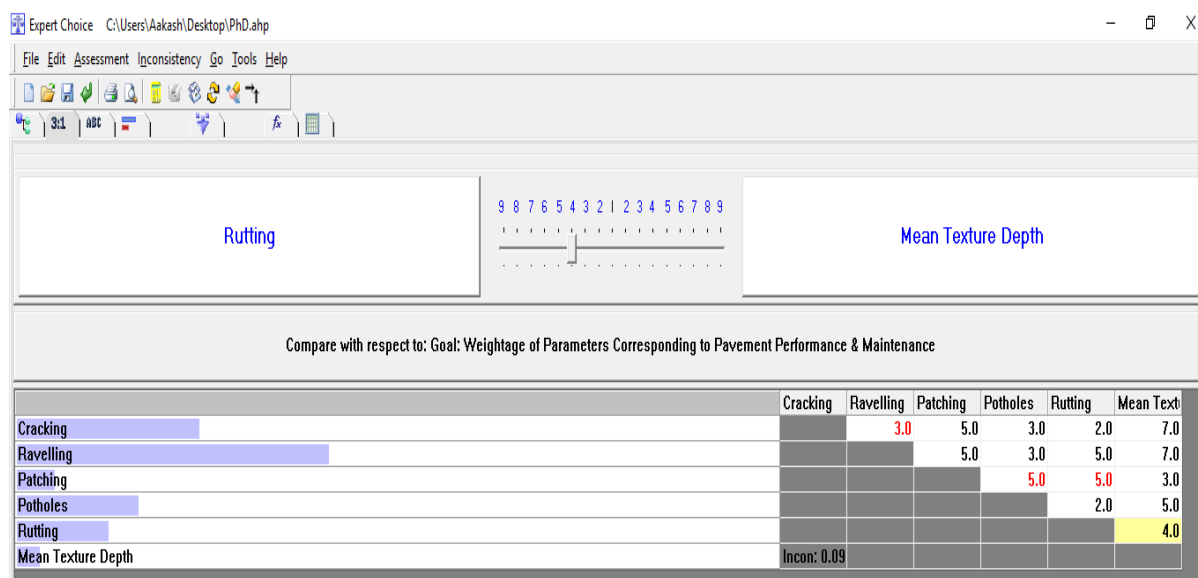 Expert Choice C:\Users\Aakash\Desktop\PhD.ahp
File Edit Assessment Inconsistency Go Tools Help
3:1 ABC fx
9 8 7 6 5 4 3 2 1 2 3 4 5 6 7 8 9
Rutting Mean Texture Depth
Compare with respect to: Goal: Weightage of Parameters Corresponding to Pavement Performance & Maintenance
Cracking Ravelling Patching Potholes Rutting Mean Text
Cracking 3.0 5.0 3.0 2.0 7.0
Ravelling 5.0 3.0 5.0 7.0
Patching 5.0 5.0 3.0
Potholes 2.0 5.0
Rutting 4.0
Mean Texture Depth Incon: 0.09